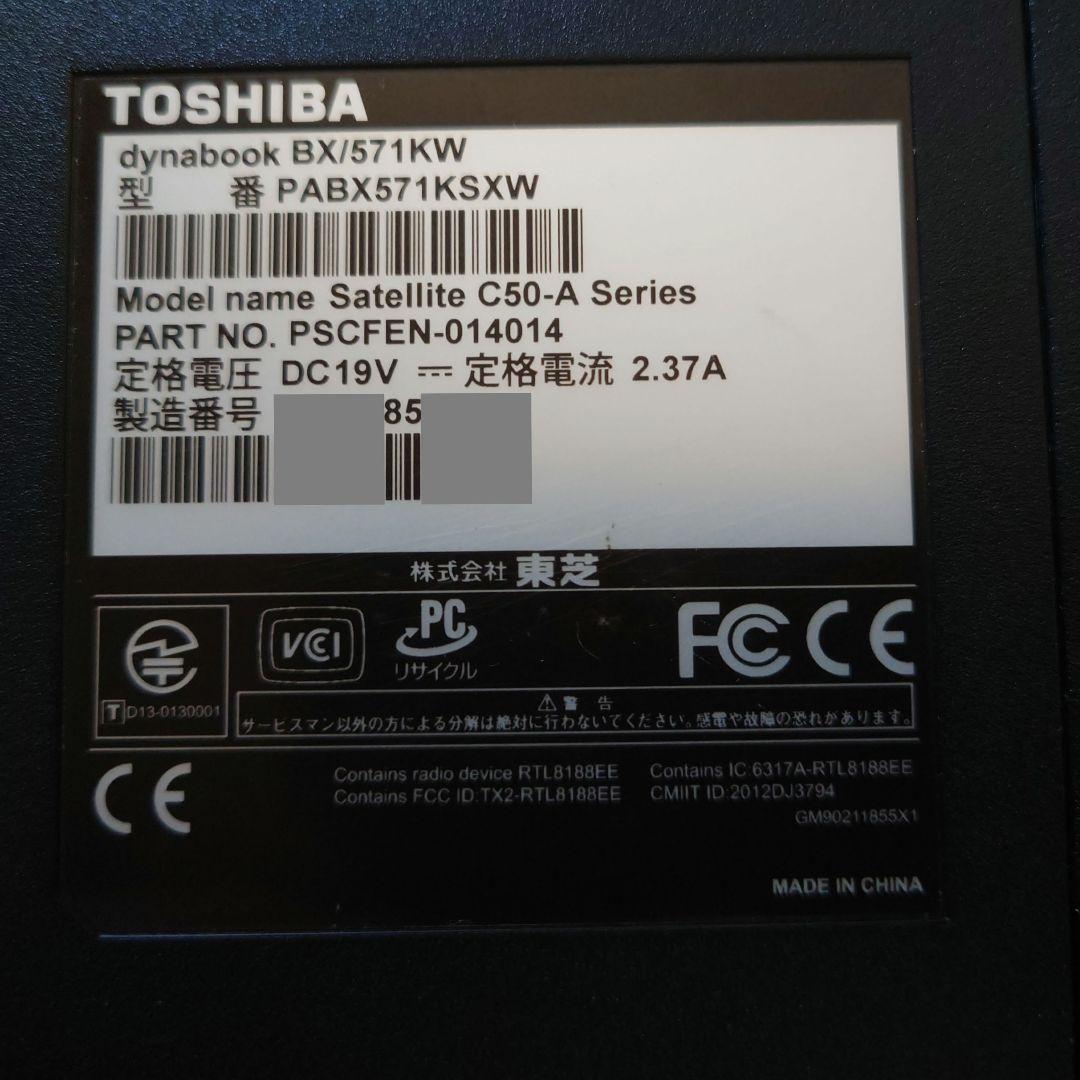 TOSHIBA
dynabook BX/571KW
型 番 PABX571KSXW
Model name Satellite C50-A Series
PART NO. PSCFEN-014014
定格電圧 DC19V ⎓ 定格電流 2.37A
製造番号 85
株式会社 東芝
VCCI
PC
リサイクル
FC CE
T D13-0130001
⚠ 警 告
サービスマン以外の方による分解は絶対に行わないでください。感電や故障の恐れがあります。
CE
Contains radio device RTL8188EE Contains IC:6317A-RTL8188EE
Contains FCC ID:TX2-RTL8188EE CMIIT ID:2012DJ3794
GM90211855X1
MADE IN CHINA